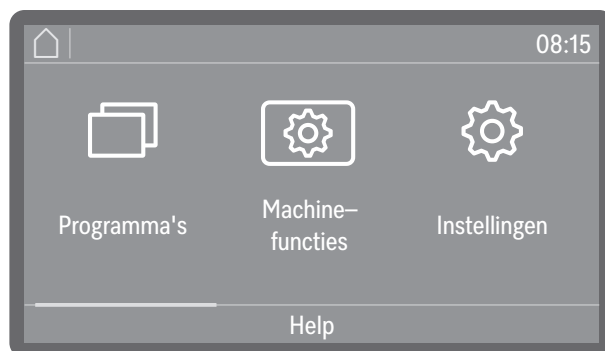 08:15
Programma's
Machine–
functies
Instellingen
Help